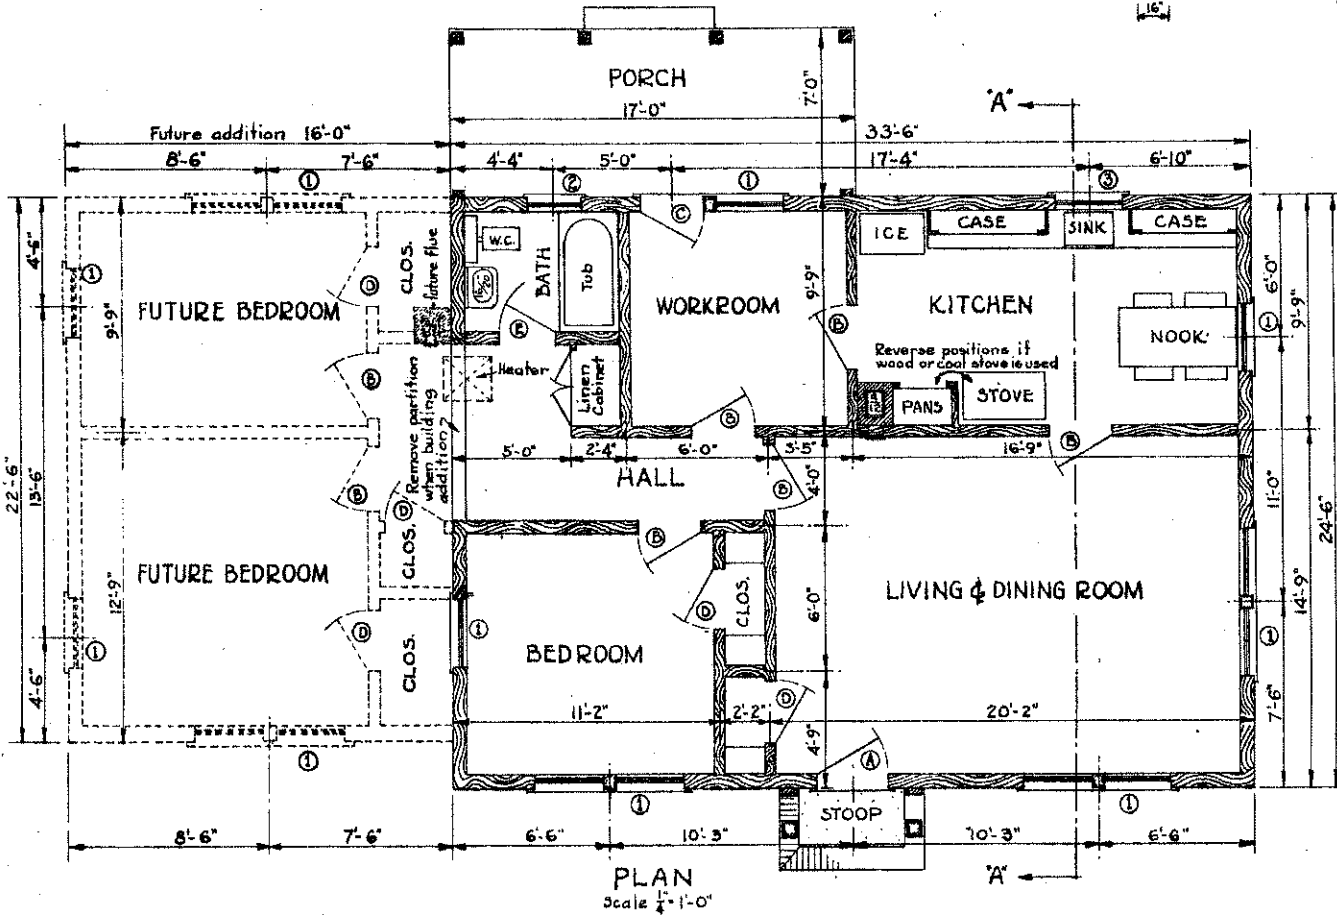 16"
PORCH
17'-0"
7'-0"
"A"
Future addition 16'-0"
33'-6"
8'-6"
7'-6"
4'-4"
5'-0"
17'-4"
6'-10"
1
2
1
3
C
W.C.
BATH
Tub
ICE
CASE
SINK
CASE
4'-6"
1
D
CLOS.
future flue
FUTURE BEDROOM
9'-9"
WORKROOM
9'-9"
KITCHEN
6'-0"
9'-9"
E
B
NOOK
1
Reverse positions if
wood or coal stove is used
Heater
Linen
Cabinet
B
B
PANS
STOVE
Remove partition
when building
addition
5'-0"
2'-4"
6'-0"
3'-5"
16'-9"
B
22'-6"
13'-6"
HALL
4'-0"
11'-0"
24'-6"
B
D
B
B
CLOS.
FUTURE BEDROOM
12'-9"
D
CLOS.
6'-0"
LIVING & DINING ROOM
14'-9"
D
1
BEDROOM
1
1
CLOS.
4'-6"
D
7'-6"
11'-2"
2'-2"
20'-2"
4'-9"
A
1
1
STOOP
1
8'-6"
7'-6"
6'-6"
10'-3"
10'-3"
6'-6"
PLAN
"A"
Scale 1/4" = 1'-0"